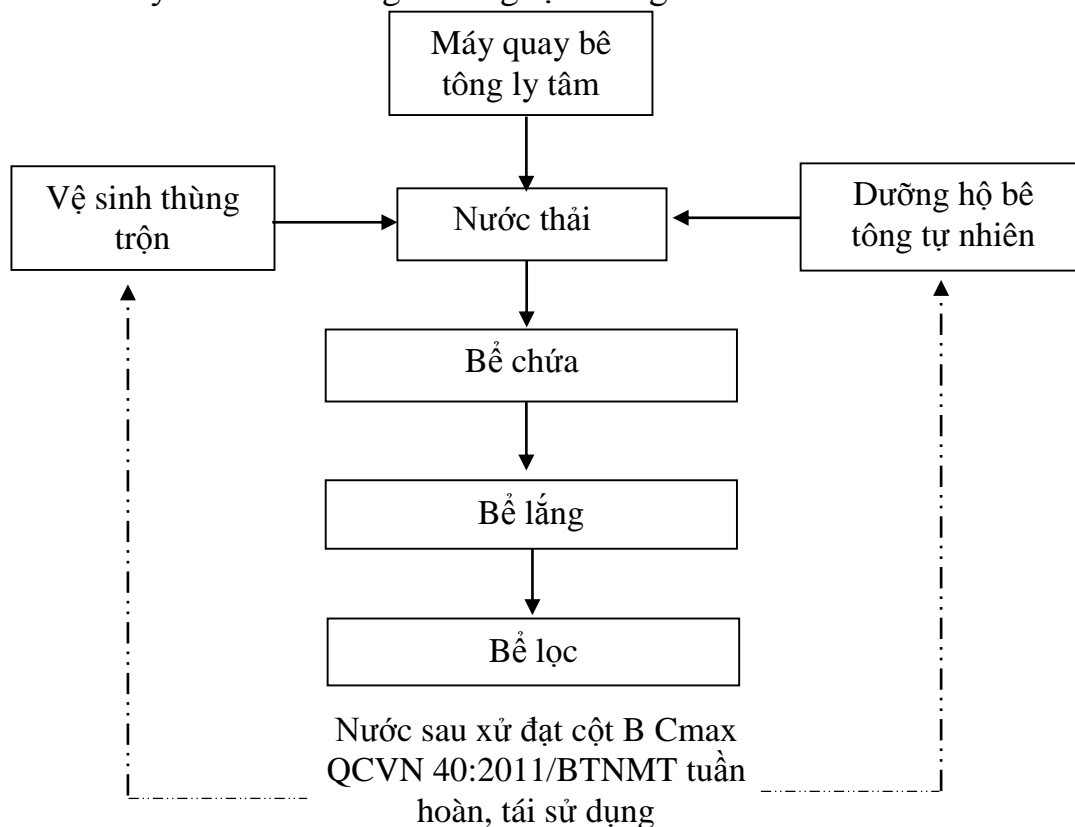 Máy quay bê
tông ly tâm
Vệ sinh thùng
trộn
Nước thải
Dưỡng hộ bê
tông tự nhiên
Bể chứa
Bể lắng
Bể lọc
Nước sau xử đạt cột B Cmax
QCVN 40:2011/BTNMT tuần
hoàn, tái sử dụng